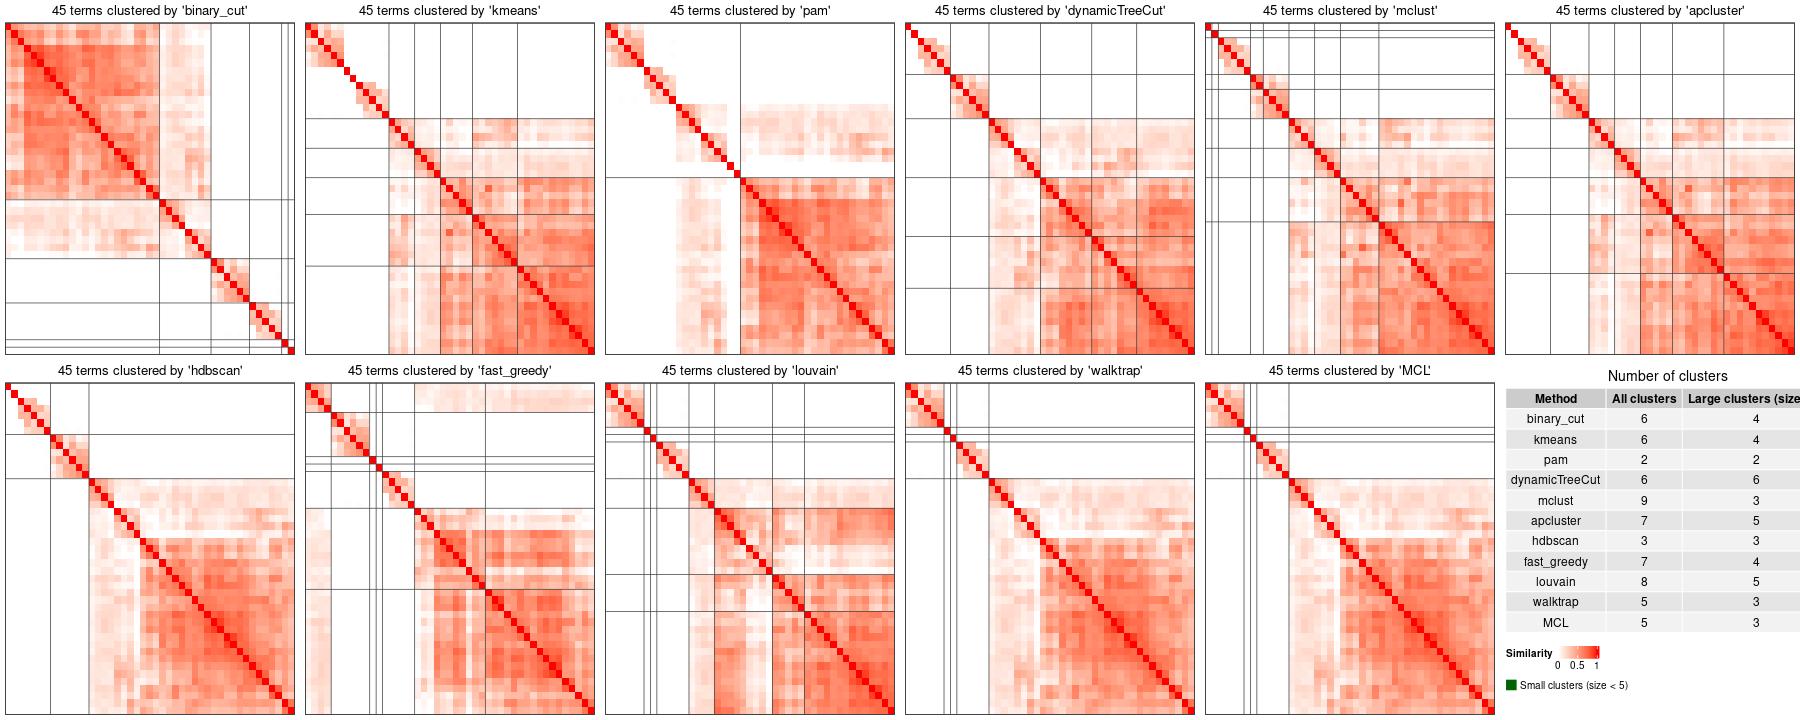 45 terms clustered by 'binary_cut'
45 terms clustered by 'kmeans'
45 terms clustered by 'pam'
45 terms clustered by 'dynamicTreeCut'
45 terms clustered by 'mclust'
45 terms clustered by 'apcluster'
45 terms clustered by 'hdbscan'
45 terms clustered by 'fast_greedy'
45 terms clustered by 'louvain'
45 terms clustered by 'walktrap'
45 terms clustered by 'MCL'
Number of clusters
Method All clusters Large clusters (size
binary_cut 6 4
kmeans 6 4
pam 2 2
dynamicTreeCut 6 6
mclust 9 3
apcluster 7 5
hdbscan 3 3
fast_greedy 7 4
louvain 8 5
walktrap 5 3
MCL 5 3
Similarity
0 0.5 1
Small clusters (size < 5)